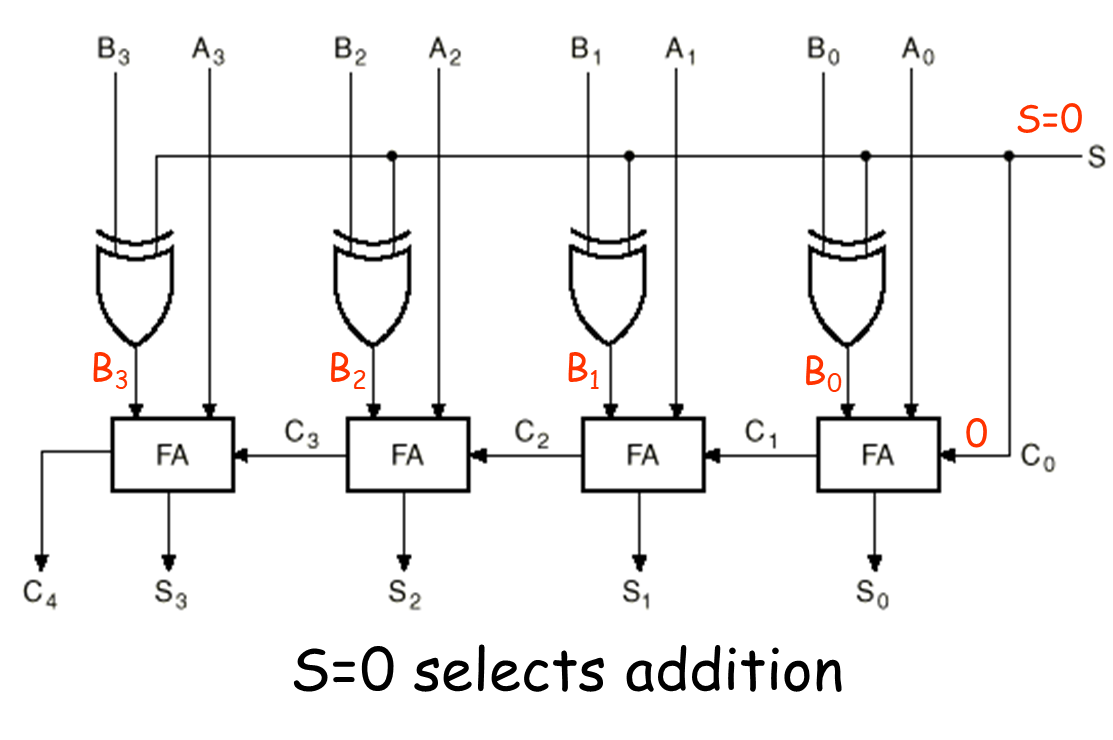 B₃ A₃ B₂ A₂ B₁ A₁ B₀ A₀
S=0
S
B₃ B₂ B₁ B₀
C₃ C₂ C₁ 0
FA FA FA FA C₀
C₄ S₃ S₂ S₁ S₀
S=0 selects addition